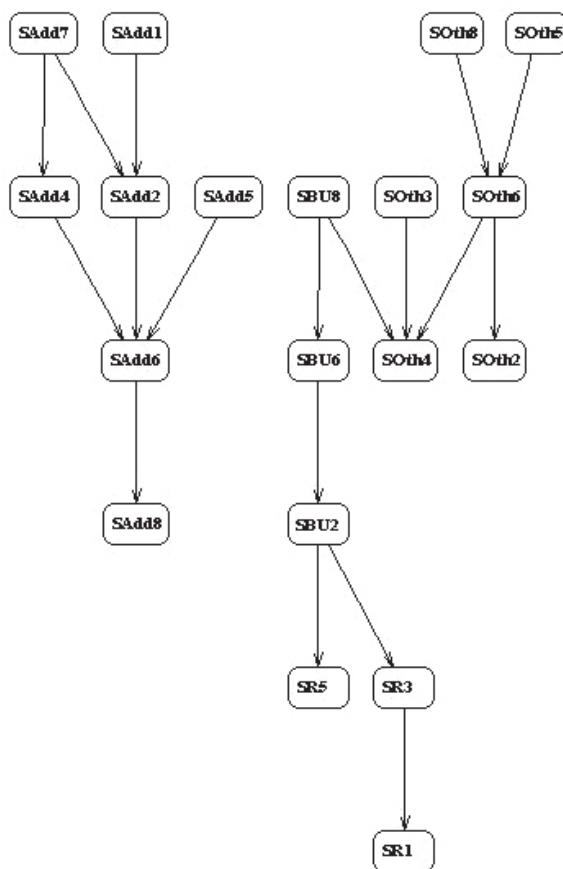 SAdd7 SAdd1 SOth8 SOth5
SAdd4 SAdd2 SAdd5 SBU8 SOth3 SOth6
SAdd6 SBU6 SOth4 SOth2
SAdd8 SBU2
SR5 SR3
SR1